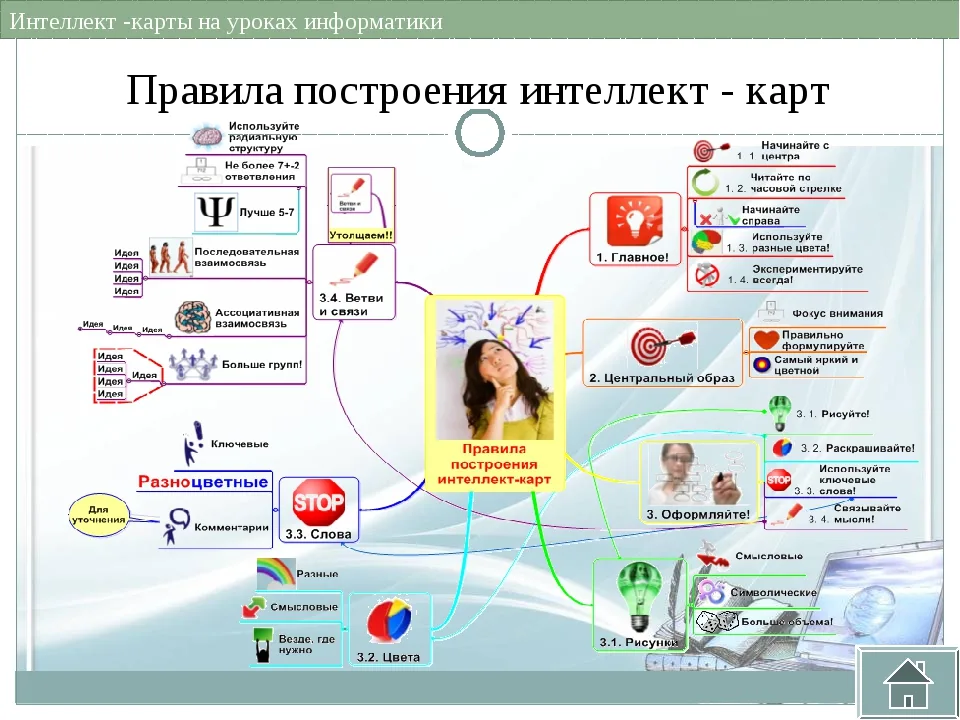 Интеллект -карты на уроках информатики
Правила построения интеллект - карт
Правила
построения
интеллект-карт
1. Главное!
1. 1. Начинайте с
центра
1. 2. Читайте по
часовой стрелке
Начинайте
справа
1. 3. Используйте
разные цвета!
1. 4. Экспериментируйте
всегда!
2. Центральный образ
Фокус внимания
Правильно
формулируйте
Самый яркий и
цветной
3. Оформляйте!
3. 1. Рисуйте!
3. 2. Раскрашивайте!
STOP
Используйте
ключевые
3. 3. слова!
3. 4. Связывайте
мысли!
3.1. Рисунки
Смысловые
Символические
Больше объема!
3.2. Цвета
Разные
Смысловые
Везде, где
нужно
STOP
3.3. Слова
Ключевые
Разноцветные
Комментарии
Для
уточнения
3.4. Ветви
и связи
Ветви и
связи
Утолщаем!!
Используйте
радиальную
структуру
Не более 7+-2
ответвления
Ψ
Лучше 5-7
Последовательная
взаимосвязь
Идея
Идея
Идея
Идея
Ассоциативная
взаимосвязь
Идея
Идея
Идея
Больше групп!
Идея
Идея
Идея
Идея
Идея